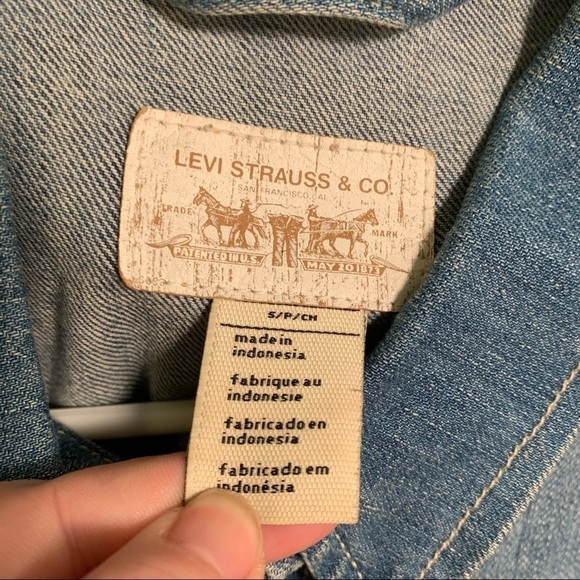 LEVI STRAUSS & CO
SAN FRANCISCO, CAL.
TRADE MARK
PATENTED IN U.S. MAY 20 1873
S/P/CH
made in
indonesia
fabrique au
indonesie
fabricado en
indonesia
fabricado em
indonésia